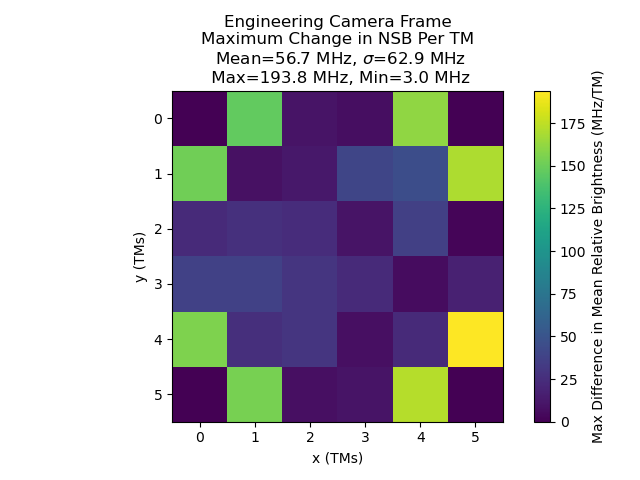 Engineering Camera Frame
Maximum Change in NSB Per TM
Mean=56.7 MHz, σ=62.9 MHz
Max=193.8 MHz, Min=3.0 MHz
0
1
2
3
4
5
y (TMs)
0 1 2 3 4 5
x (TMs)
175
150
125
100
75
50
25
0
Max Difference in Mean Relative Brightness (MHz/TM)